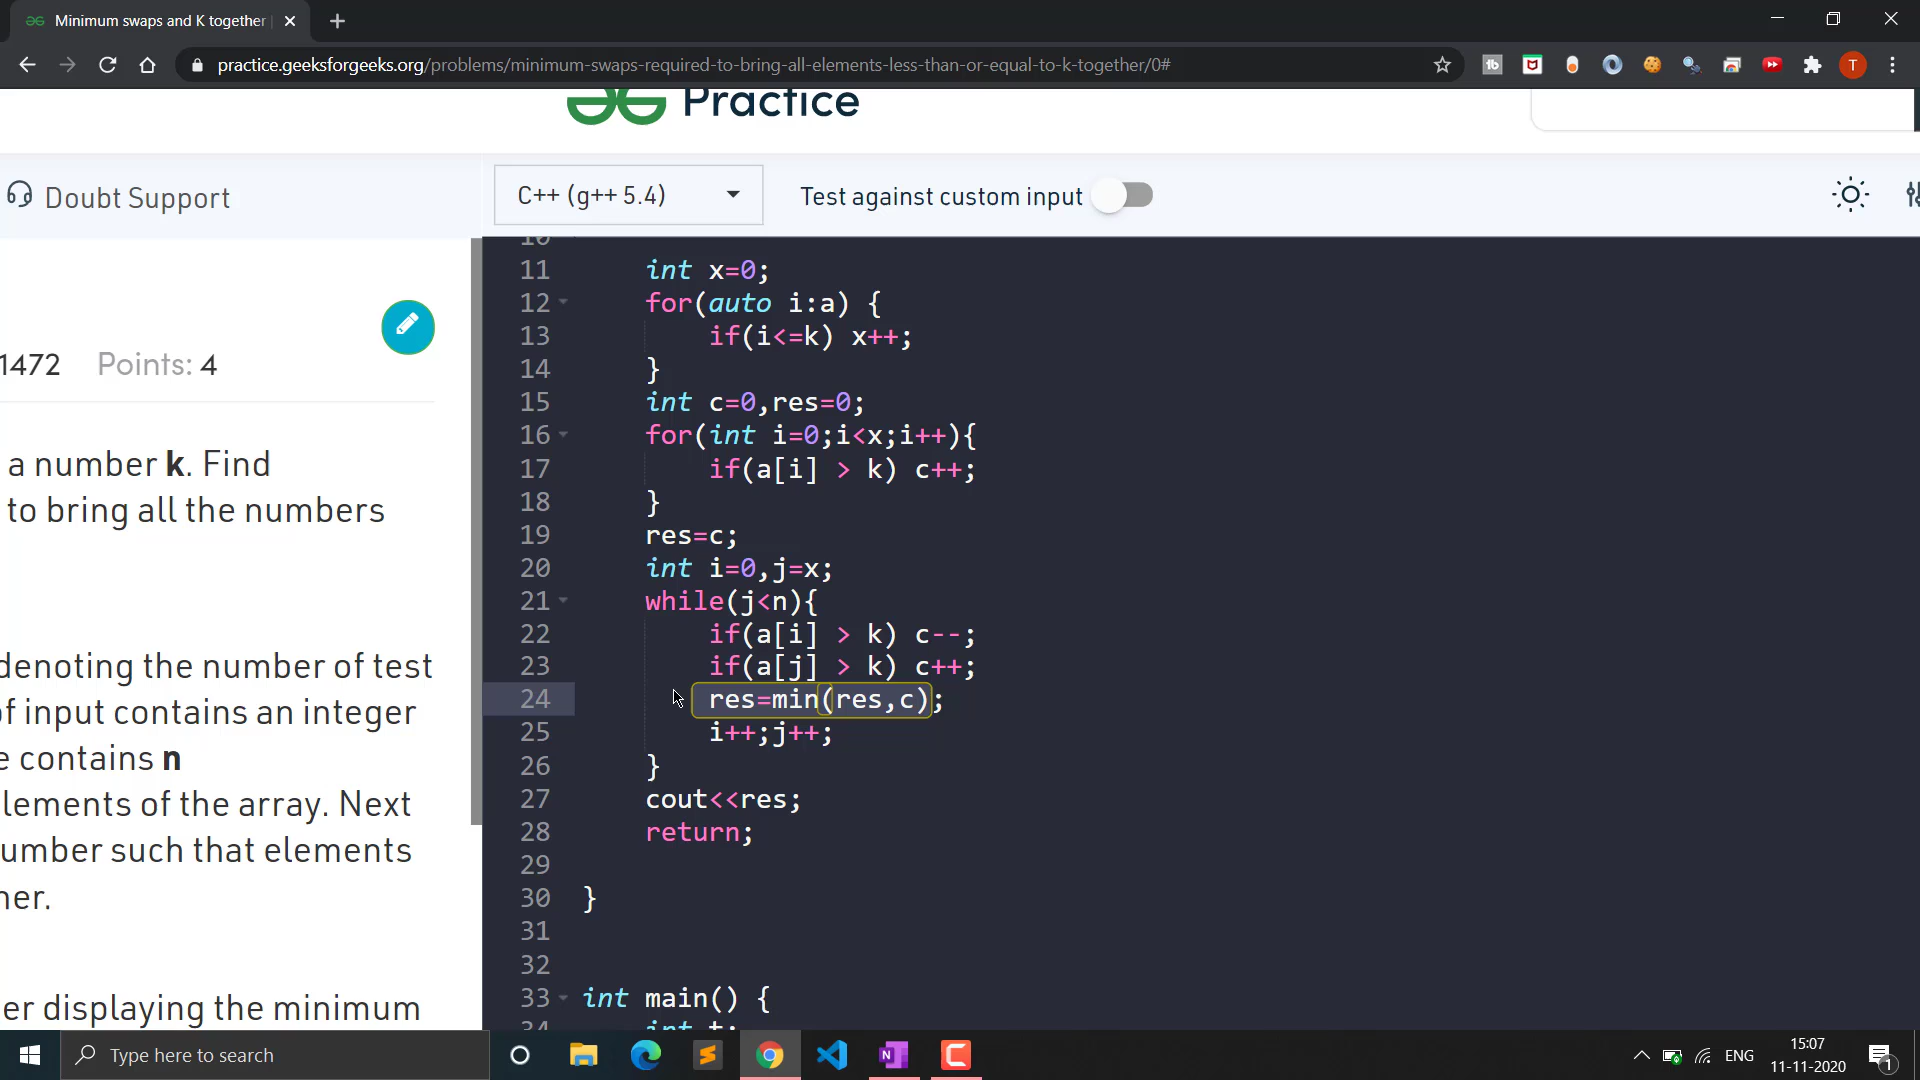 Minimum swaps and K together
practice.geeksforgeeks.org/problems/minimum-swaps-required-to-bring-all-elements-less-than-or-equal-to-k-together/0#
T
Practice
Doubt Support
C++ (g++ 5.4)
Test against custom input
1472 Points: 4
a number k. Find
to bring all the numbers
denoting the number of test
of input contains an integer
e contains n
lements of the array. Next
umber such that elements
her.
er displaying the minimum
10
11 int x=0;
12 for(auto i:a) {
13 if(i<=k) x++;
14 }
15 int c=0,res=0;
16 for(int i=0;i<x;i++){
17 if(a[i] > k) c++;
18 }
19 res=c;
20 int i=0,j=x;
21 while(j<n){
22 if(a[i] > k) c--;
23 if(a[j] > k) c++;
24 res=min(res,c);
25 i++;j++;
26 }
27 cout<<res;
28 return;
29
30 }
31
32
33 int main() {
34 int t;
Type here to search
ENG
15:07
11-11-2020
1